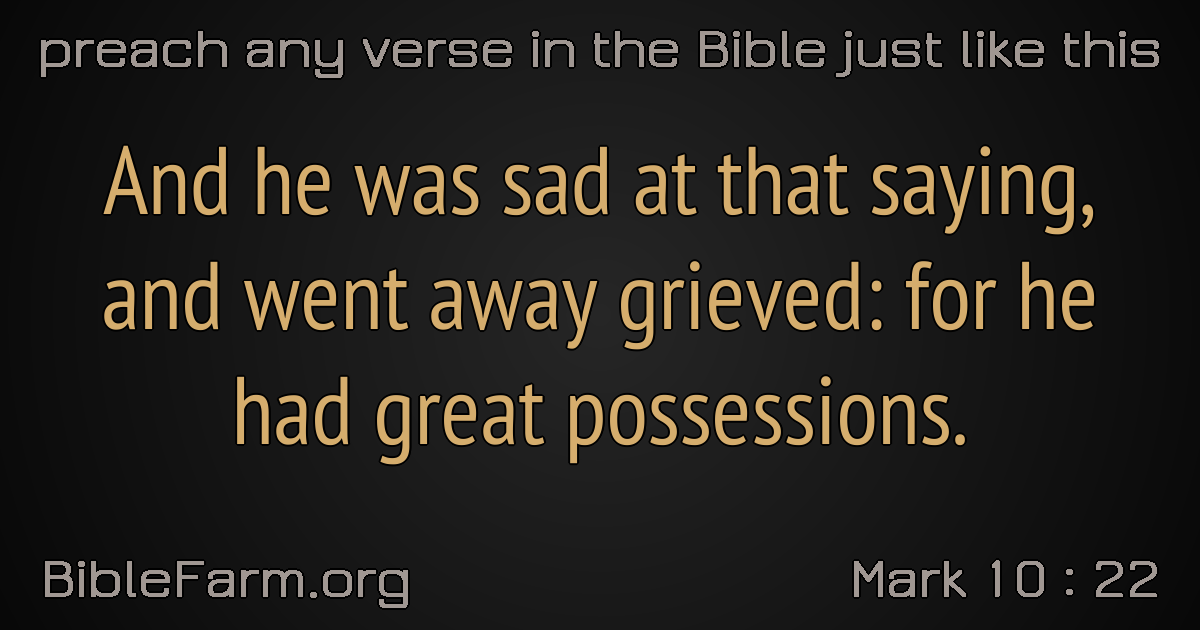 preach any verse in the Bible just like this
And he was sad at that saying,
and went away grieved: for he
had great possessions.
BibleFarm.org
Mark 10 : 22